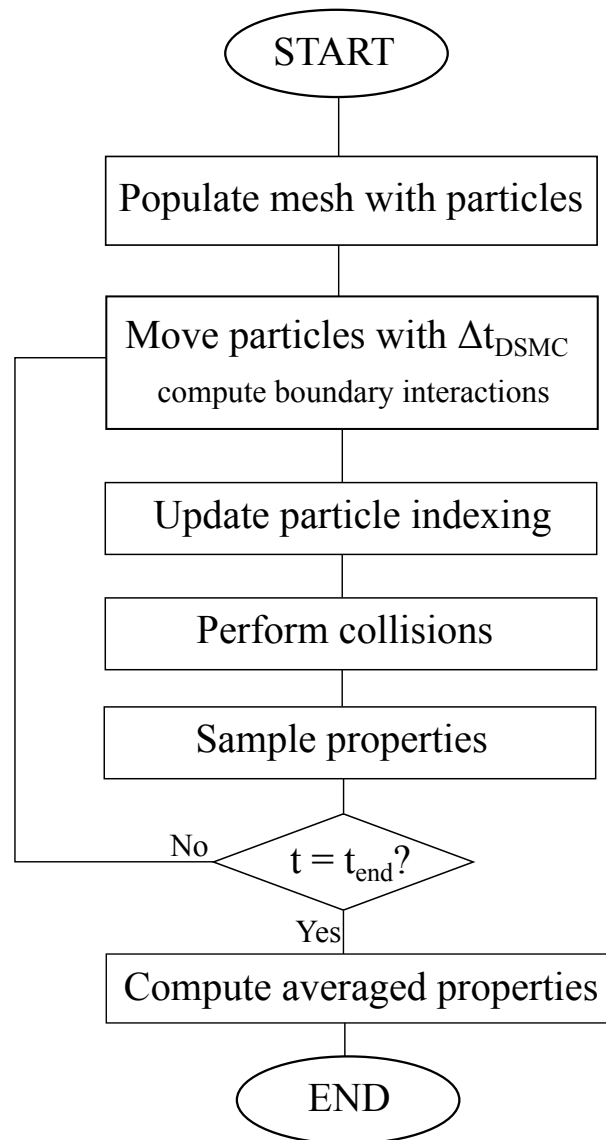 START
Populate mesh with particles
Move particles with Δt_DSMC
compute boundary interactions
Update particle indexing
Perform collisions
Sample properties
No
t = t_end?
Yes
Compute averaged properties
END